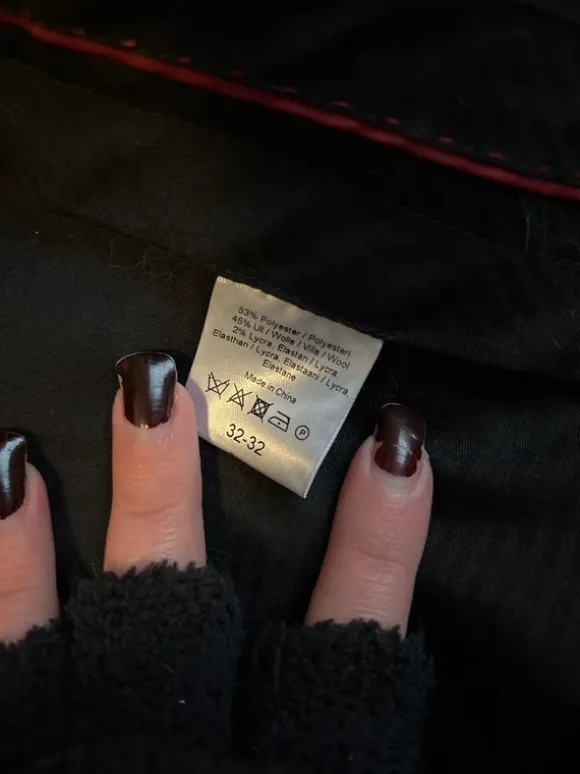 53% Polyester / Polyesteri
45% Ull / Wolle / Villa / Wool
2% Lycra, Elastan / Lycra,
Elasthan / Lycra, Elastaani / Lycra,
Elastane
Made in China
P
32-32